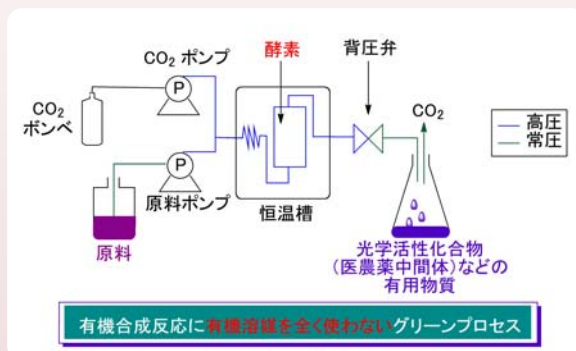 CO₂ ポンプ
P
CO₂
ボンベ
酵素
背圧弁
CO₂
高圧
常圧
P
原料ポンプ
原料
恒温槽
光学活性化合物
(医農薬中間体)などの
有用物質
有機合成反応に有機溶媒を全く使わないグリーンプロセス